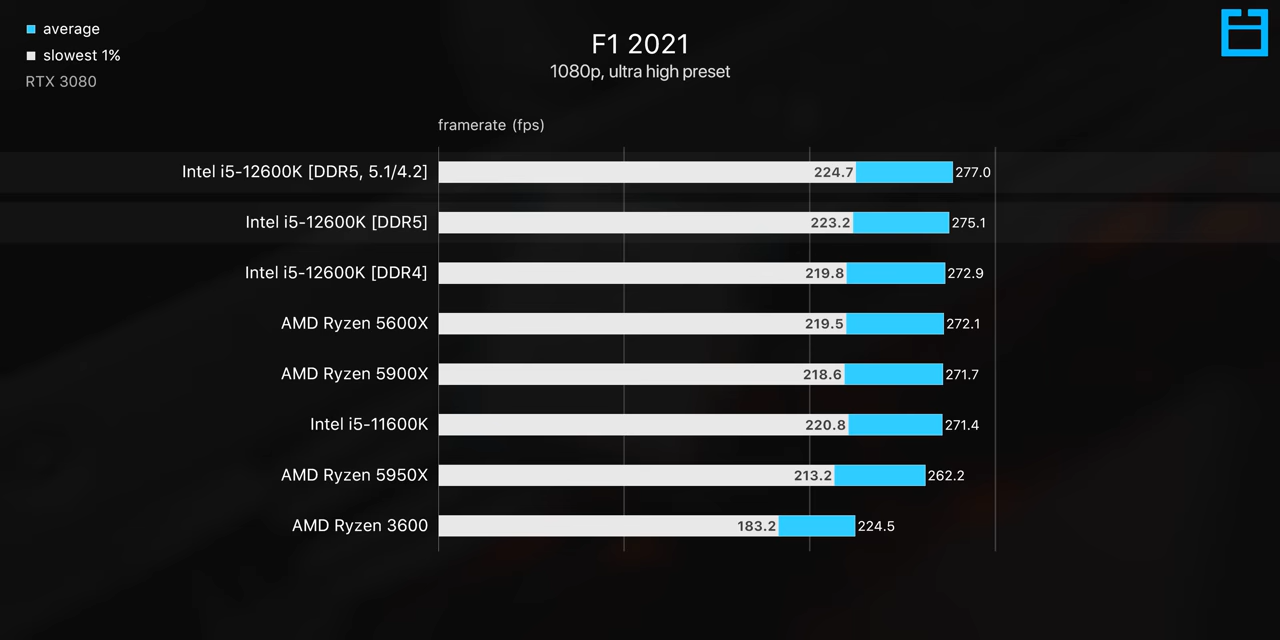 average
slowest 1%
RTX 3080
F1 2021
1080p, ultra high preset
framerate (fps)
Intel i5-12600K [DDR5, 5.1/4.2] 224.7 277.0
Intel i5-12600K [DDR5] 223.2 275.1
Intel i5-12600K [DDR4] 219.8 272.9
AMD Ryzen 5600X 219.5 272.1
AMD Ryzen 5900X 218.6 271.7
Intel i5-11600K 220.8 271.4
AMD Ryzen 5950X 213.2 262.2
AMD Ryzen 3600 183.2 224.5